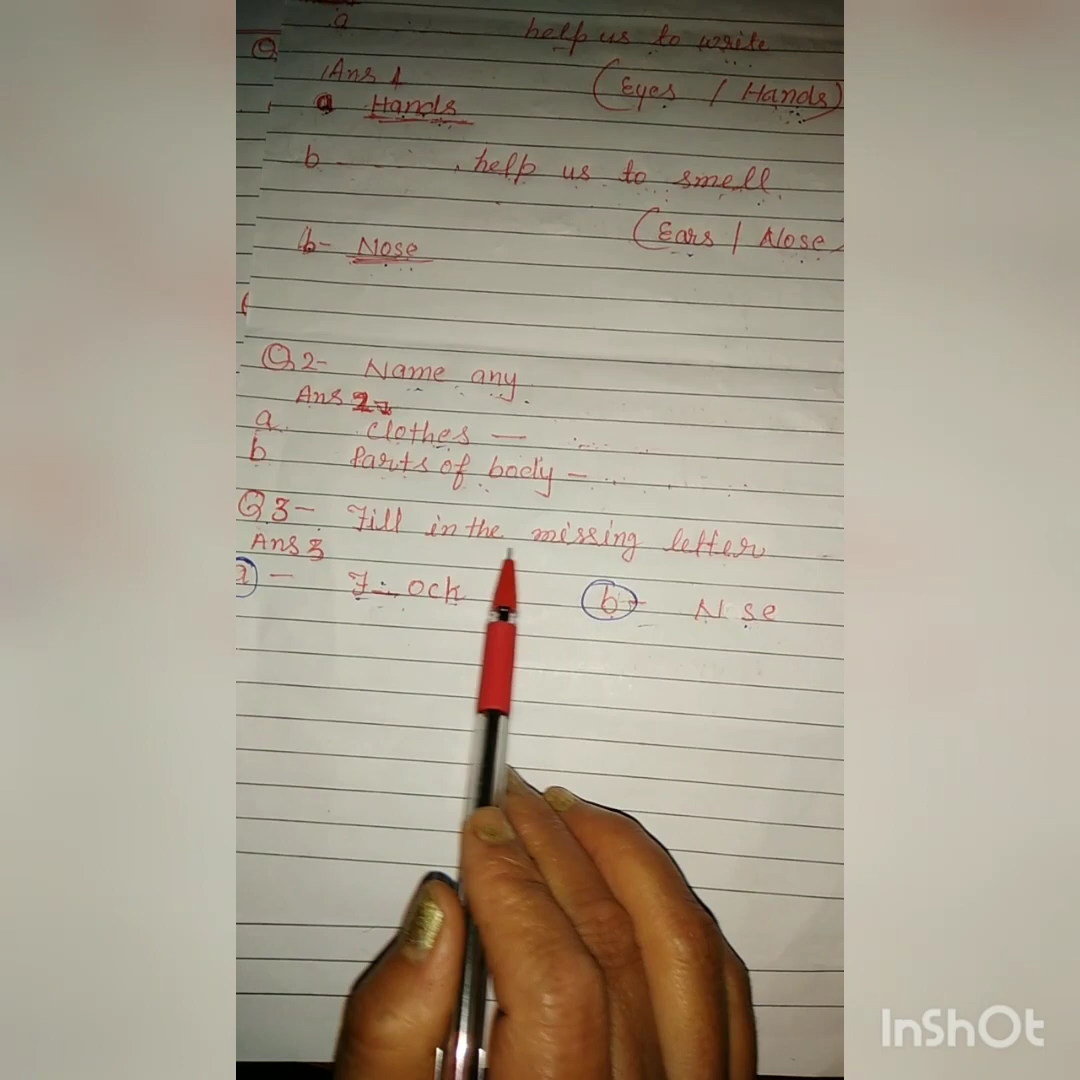 a help us to write
Q
Ans 1 (Eyes / Hands)
a Hands
b - - - - . help us to smell
(Ears / Nose
b- Nose
Q2- Name any
Ans 2-
a Clothes — ........
b Parts of body - . . . . . .
Q3- Fill in the missing letter
Ans 3
a) - F _ ock b- N se
InShOt